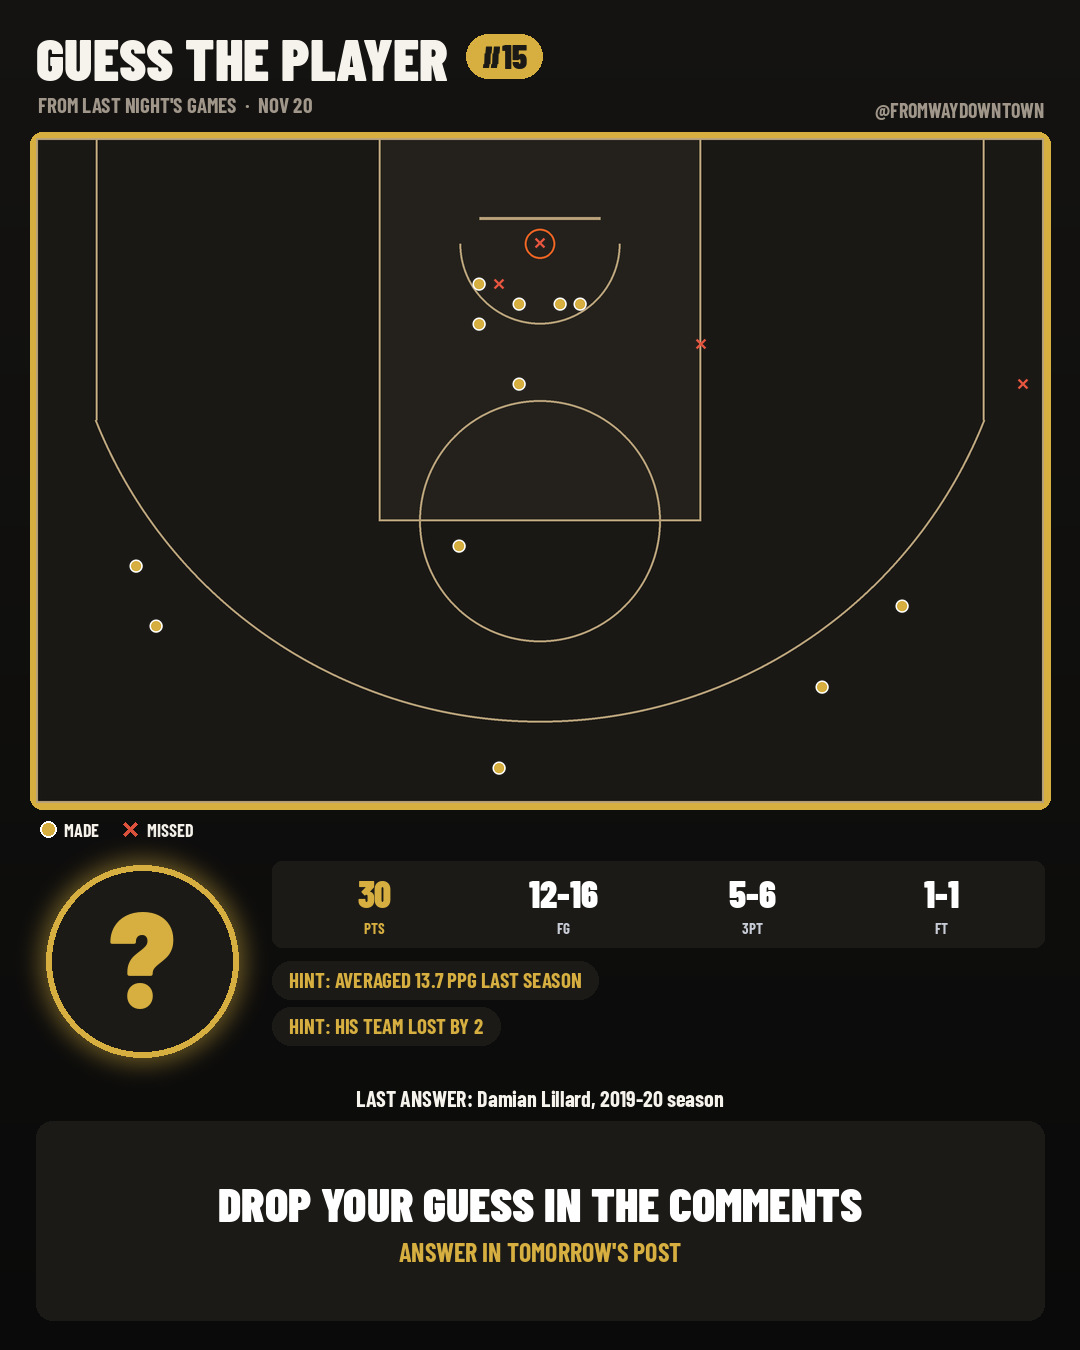 GUESS THE PLAYER #15
FROM LAST NIGHT'S GAMES · NOV 20
@FROMWAYDOWNTOWN
MADE MISSED
?
30 12-16 5-6 1-1
PTS FG 3PT FT
HINT: AVERAGED 13.7 PPG LAST SEASON
HINT: HIS TEAM LOST BY 2
LAST ANSWER: Damian Lillard, 2019-20 season
DROP YOUR GUESS IN THE COMMENTS
ANSWER IN TOMORROW'S POST